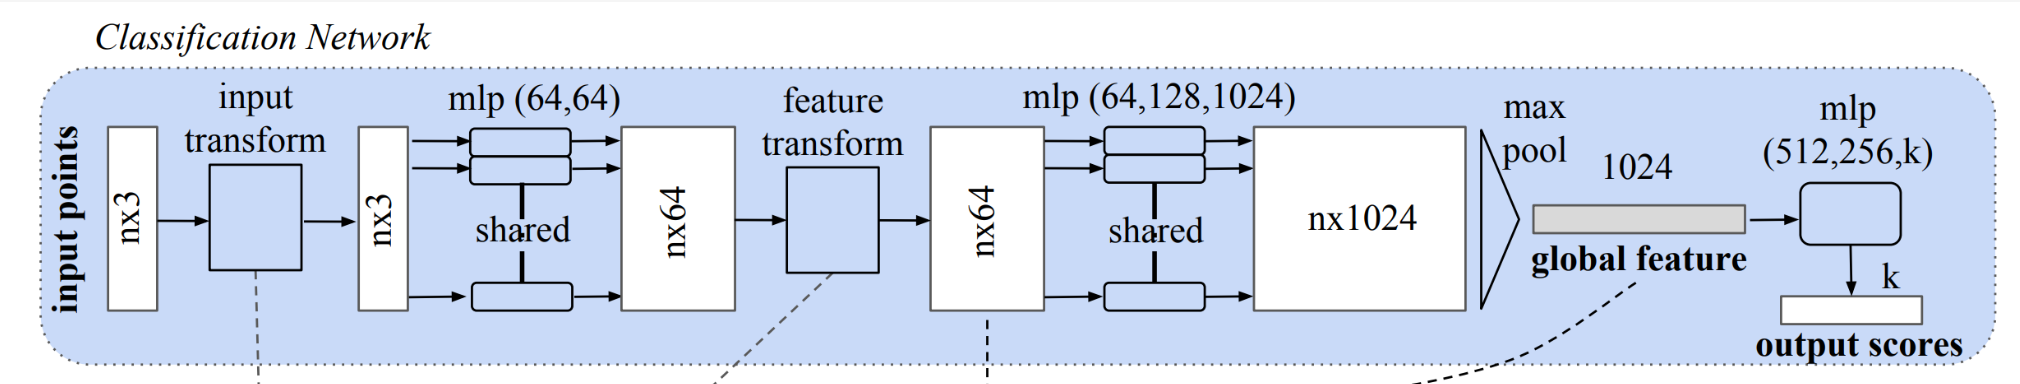 Classification Network
input points
nx3
input
transform
nx3
mlp (64,64)
shared
nx64
feature
transform
nx64
mlp (64,128,1024)
shared
nx1024
max
pool
1024
global feature
mlp
(512,256,k)
k
output scores